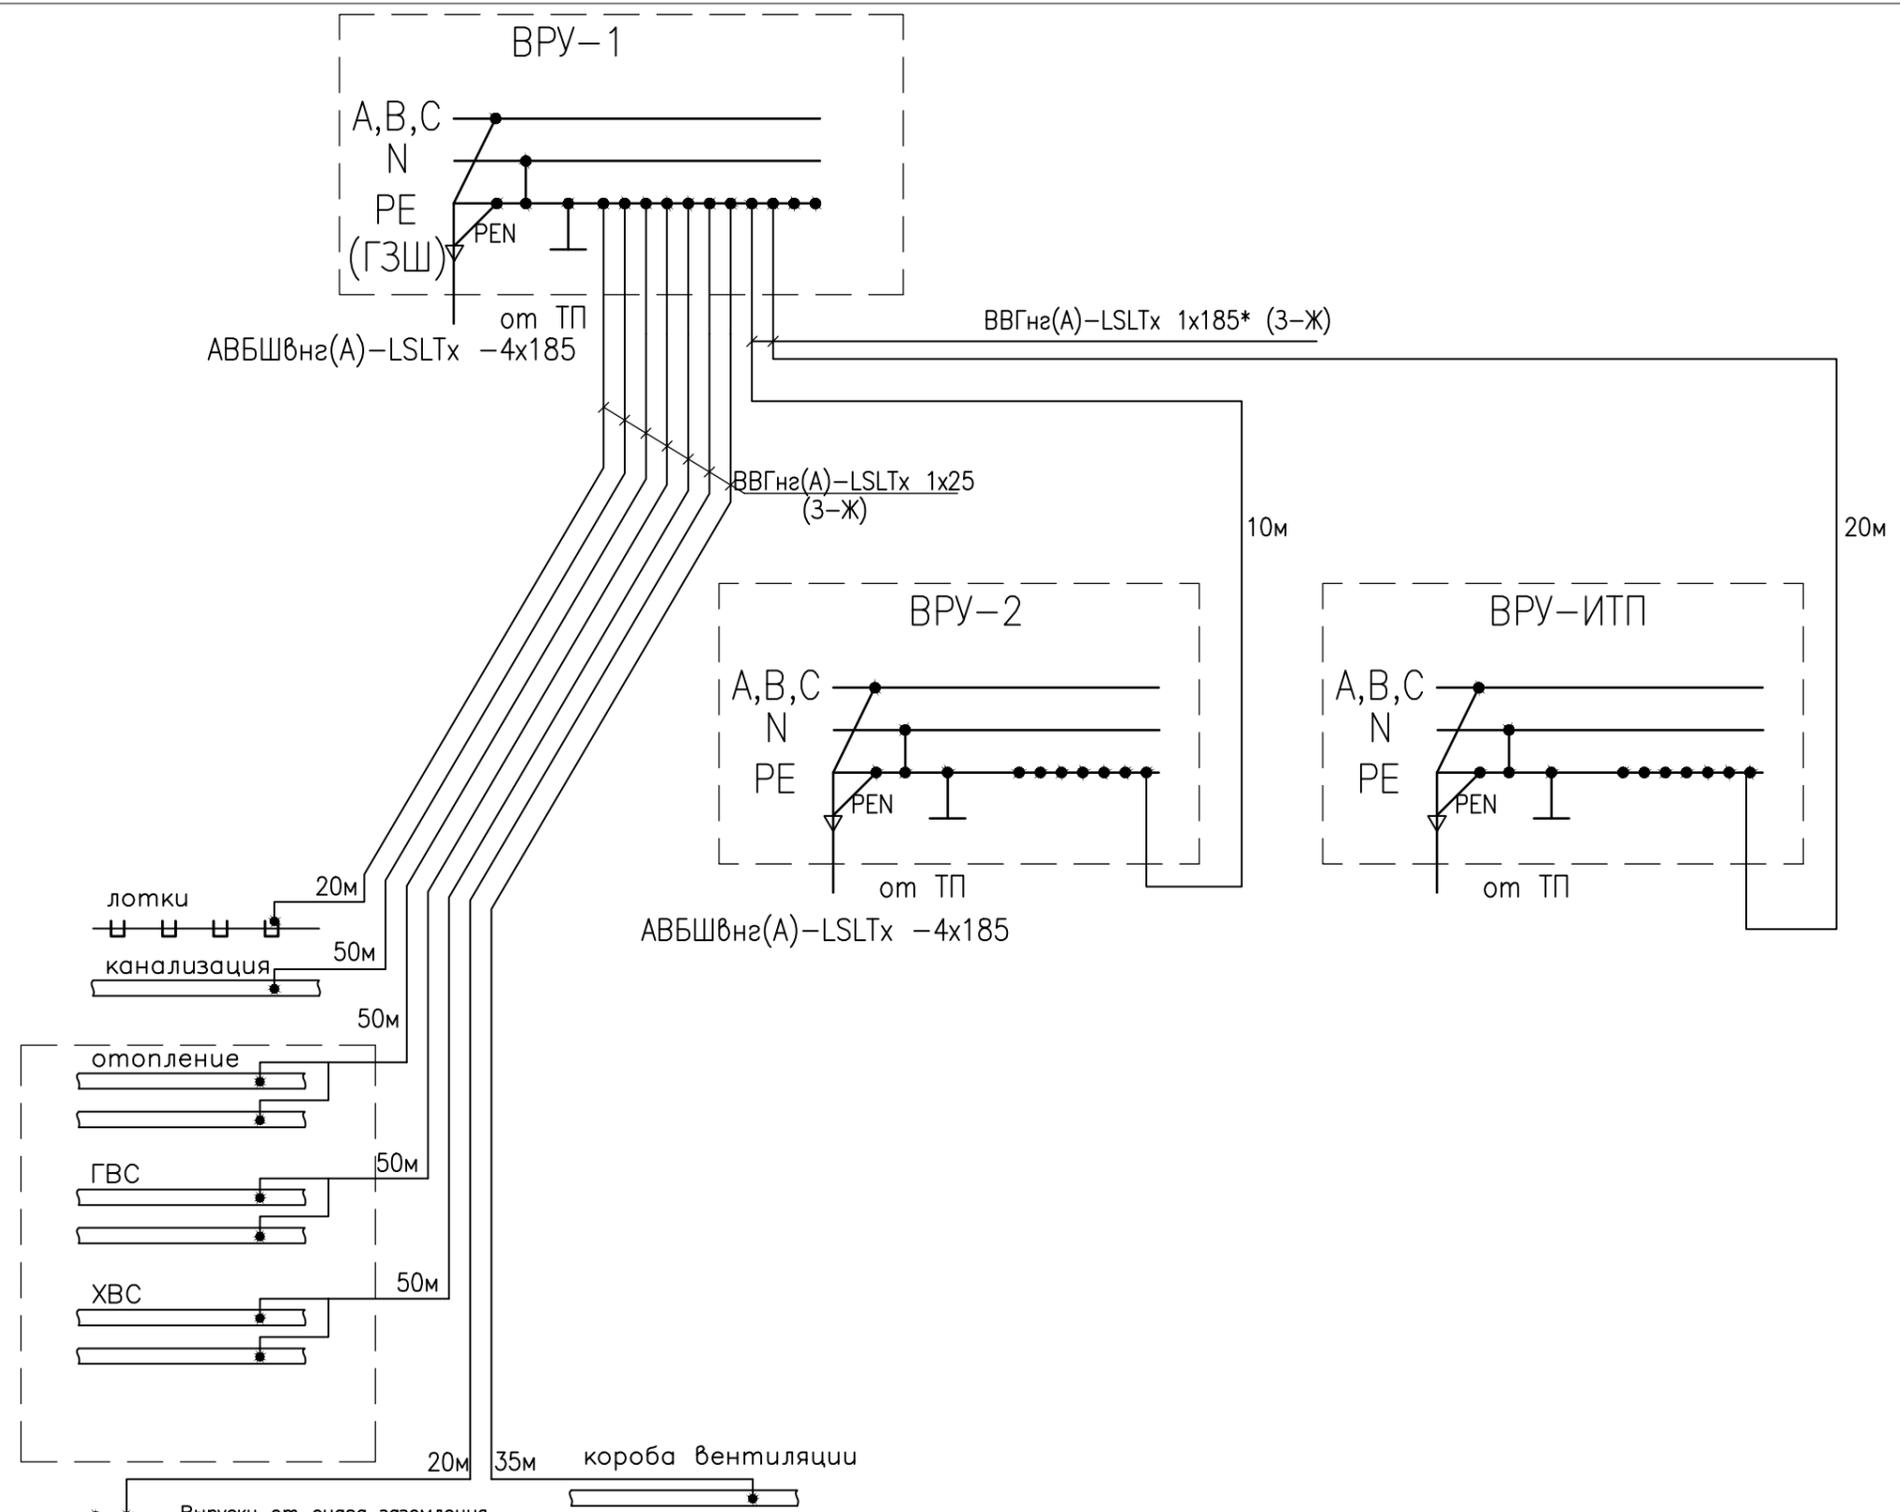 ВРУ-1
А,В,С
N
PE
(ГЗШ)
PEN
от ТП
АВБШвнг(А)-LSLTx -4x185
ВВГнг(А)-LSLTx 1x185* (З-Ж)
ВВГнг(А)-LSLTx 1x25
(З-Ж)
10м
20м
ВРУ-2
А,В,С
N
PE
PEN
от ТП
АВБШвнг(А)-LSLTx -4x185
ВРУ-ИТП
А,В,С
N
PE
PEN
от ТП
лотки
20м
канализация
50м
50м
отопление
ГВС
50м
ХВС
50м
20м
35м
короба вентиляции